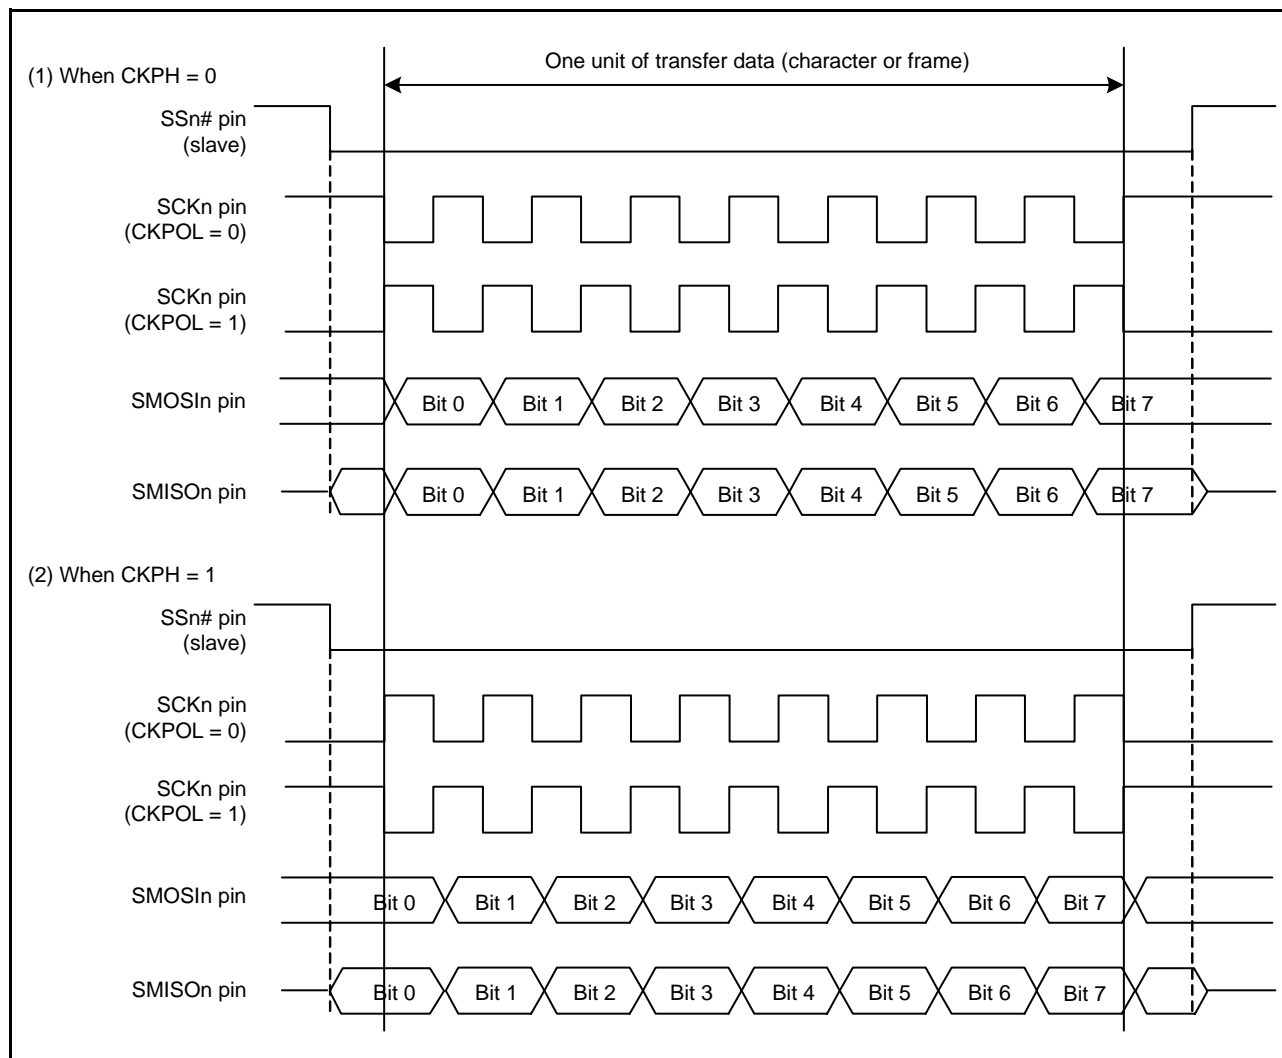 One unit of transfer data (character or frame)
(1) When CKPH = 0
SSn# pin
(slave)
SCKn pin
(CKPOL = 0)
SCKn pin
(CKPOL = 1)
SMOSIn pin
Bit 0 Bit 1 Bit 2 Bit 3 Bit 4 Bit 5 Bit 6 Bit 7
SMISOn pin
Bit 0 Bit 1 Bit 2 Bit 3 Bit 4 Bit 5 Bit 6 Bit 7
(2) When CKPH = 1
SSn# pin
(slave)
SCKn pin
(CKPOL = 0)
SCKn pin
(CKPOL = 1)
SMOSIn pin
Bit 0 Bit 1 Bit 2 Bit 3 Bit 4 Bit 5 Bit 6 Bit 7
SMISOn pin
Bit 0 Bit 1 Bit 2 Bit 3 Bit 4 Bit 5 Bit 6 Bit 7